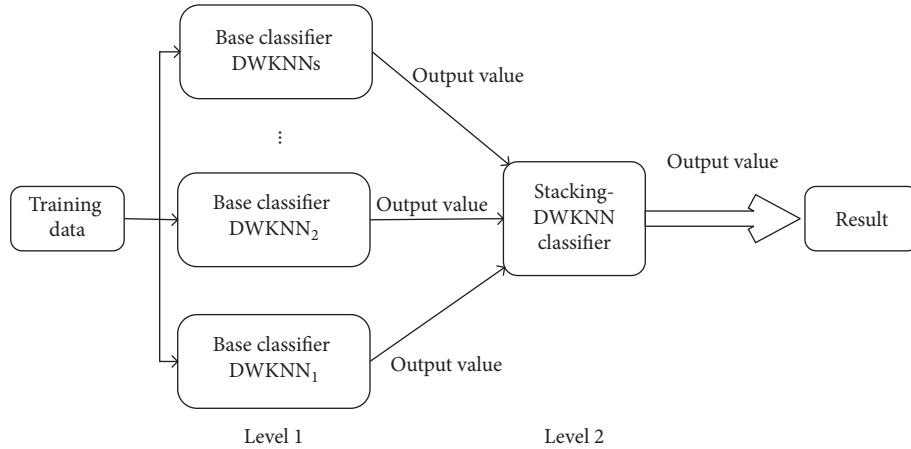 Base classifier
DWKNNs
Output value
⋮
Training
data
Base classifier
DWKNN₂
Output value
Stacking-
DWKNN
classifier
Output value
Result
Base classifier
DWKNN₁
Output value
Level 1
Level 2